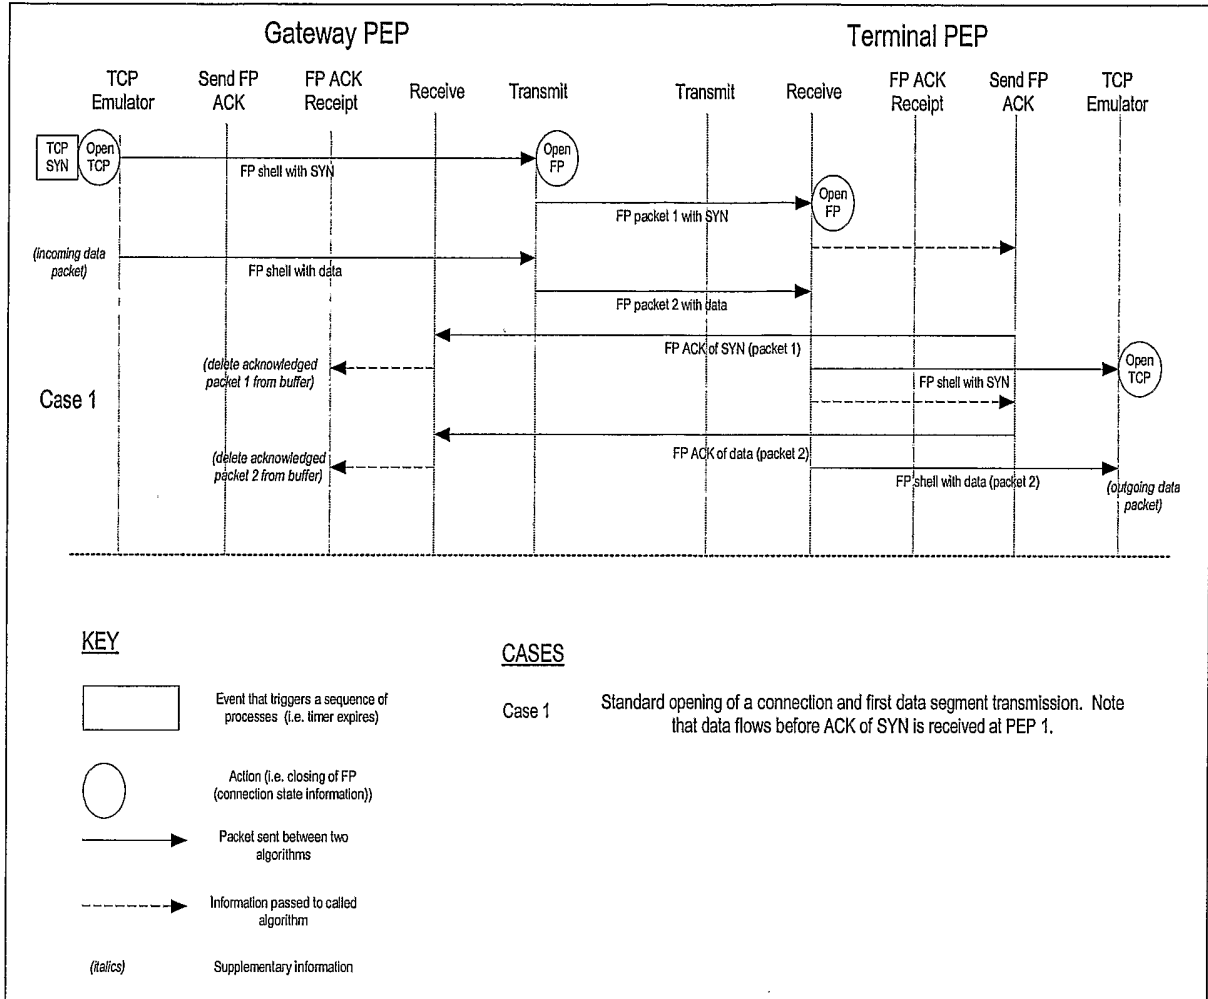 Gateway PEP
Terminal PEP
TCP
Emulator
Send FP
ACK
FP ACK
Receipt
Receive
Transmit
Transmit
Receive
FP ACK
Receipt
Send FP
ACK
TCP
Emulator
TCP
SYN
Open
TCP
FP shell with SYN
Open
FP
FP packet 1 with SYN
Open
FP
(incoming data
packet)
FP shell with data
FP packet 2 with data
FP ACK of SYN (packet 1)
(delete acknowledged
packet 1 from buffer)
FP shell with SYN
Open
TCP
Case 1
FP ACK of data (packet 2)
(delete acknowledged
packet 2 from buffer)
FP shell with data (packet 2)
(outgoing data
packet)
KEY
Event that triggers a sequence of
processes (i.e. timer expires)
Action (i.e. closing of FP
(connection state information))
Packet sent between two
algorithms
Information passed to called
algorithm
(italics)
Supplementary information
CASES
Case 1
Standard opening of a connection and first data segment transmission. Note
that data flows before ACK of SYN is received at PEP 1.